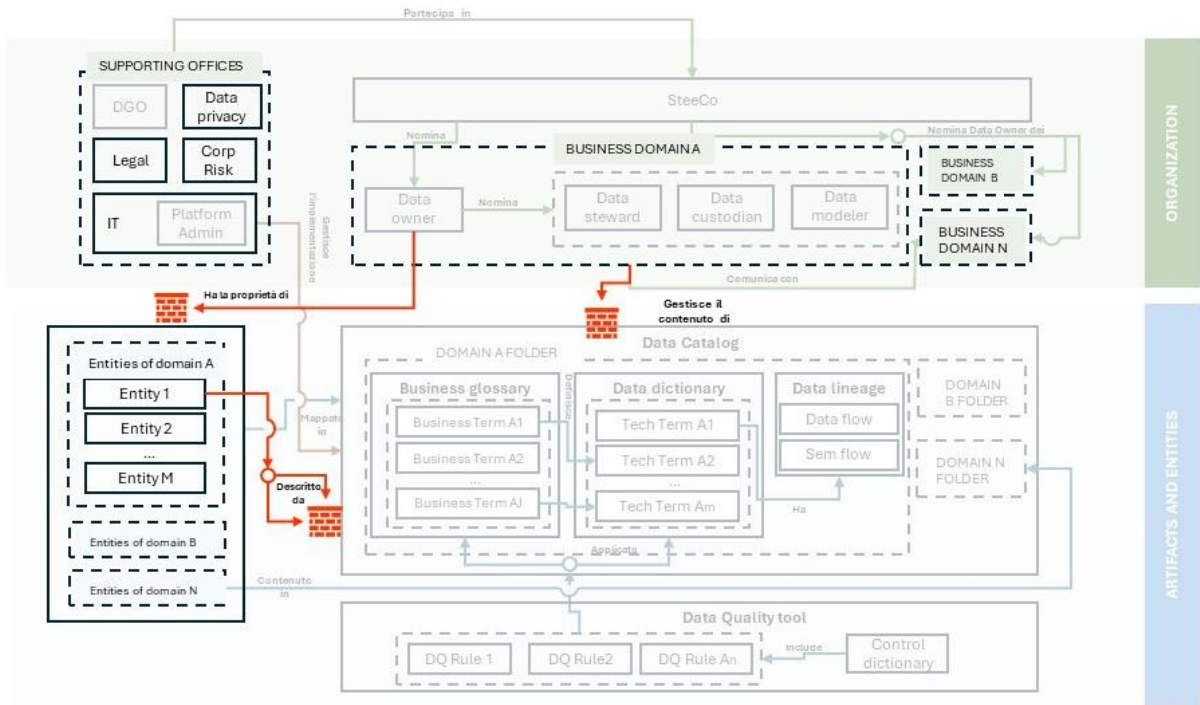 Partecipa in
SUPPORTING OFFICES
DGO
Data
privacy
Legal
Corp
Risk
IT
Platform
Admin
SteeCo
Nomina
Nomina Data Owner dei
BUSINESS DOMAIN A
BUSINESS
DOMAIN B
Data
owner
Nomina
Data
steward
Data
custodian
Data
modeler
BUSINESS
DOMAIN N
Gestisce
l'implementazione
Comunica con
ORGANIZATION
Ha la proprietà di
Gestisce il
contenuto di
Entities of domain A
Entity 1
Entity 2
...
Entity M
Entities of domain B
Entities of domain N
Mappato
in
Descritto
da
Contenuto
in
Data Catalog
DOMAIN A FOLDER
Business glossary
Business Term A1
Business Term A2
...
Business Term AJ
Definisce
Data dictionary
Tech Term A1
Tech Term A2
...
Tech Term Am
Data lineage
Data flow
Sem flow
Ha
DOMAIN
B FOLDER
DOMAIN N
FOLDER
Applicata
ARTIFACTS AND ENTITIES
Data Quality tool
DQ Rule 1
DQ Rule2
DQ Rule An
Include
Control
dictionary